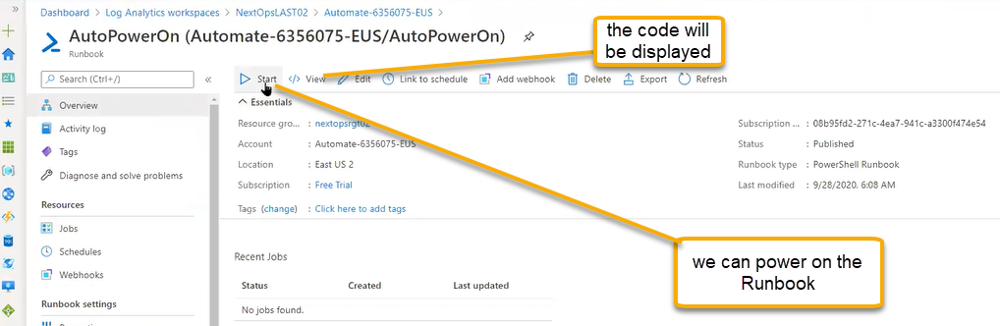 Dashboard > Log Analytics workspaces > NextOpsLAST02 > Automate-6356075-EUS >
AutoPowerOn (Automate-6356075-EUS/AutoPowerOn)
Runbook
the code will
be displayed
Search (Ctrl+/)
Start
View
Edit
Link to schedule
Add webhook
Delete
Export
Refresh
Overview
Activity log
Tags
Diagnose and solve problems
Resources
Jobs
Schedules
Webhooks
Runbook settings
Essentials
Resource gro... : nextopsrgt02
Account : Automate-6356075-EUS
Location : East US 2
Subscription : Free Trial
Tags (change) : Click here to add tags
Subscription ... : 08b95fd2-271c-4ea7-941c-a3300f474e54
Status : Published
Runbook type : PowerShell Runbook
Last modified : 9/28/2020, 6:08 AM
we can power on the
Runbook
Recent Jobs
Status Created Last updated
No jobs found.